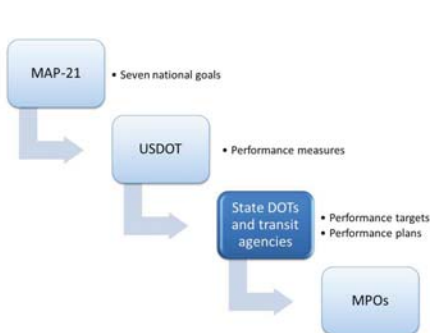 MAP-21
• Seven national goals
USDOT
• Performance measures
State DOTs
and transit
agencies
• Performance targets
• Performance plans
MPOs